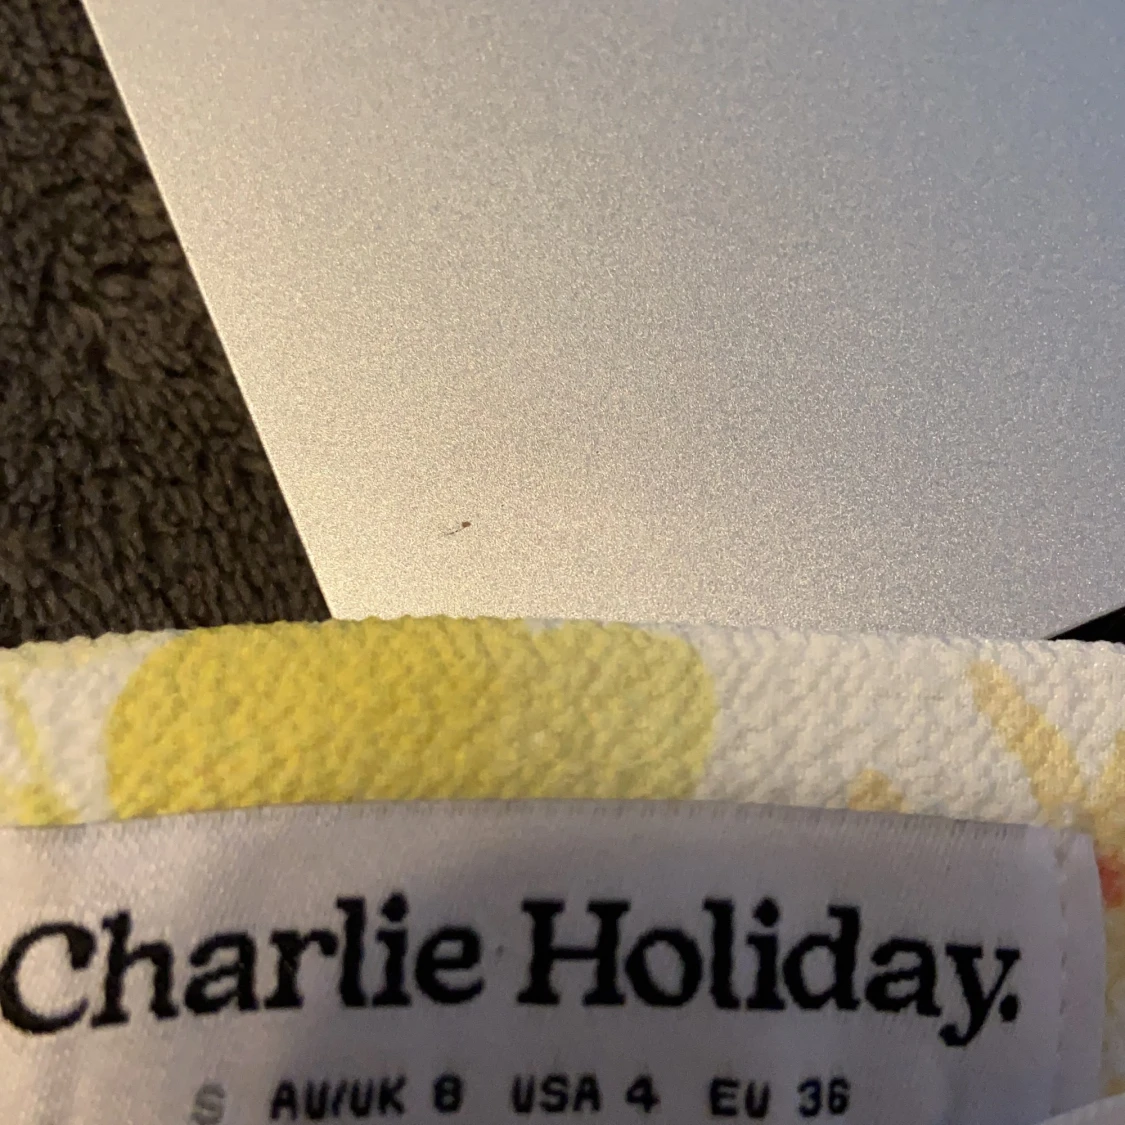 Charlie Holiday.
S AU/UK 8 USA 4 EU 36